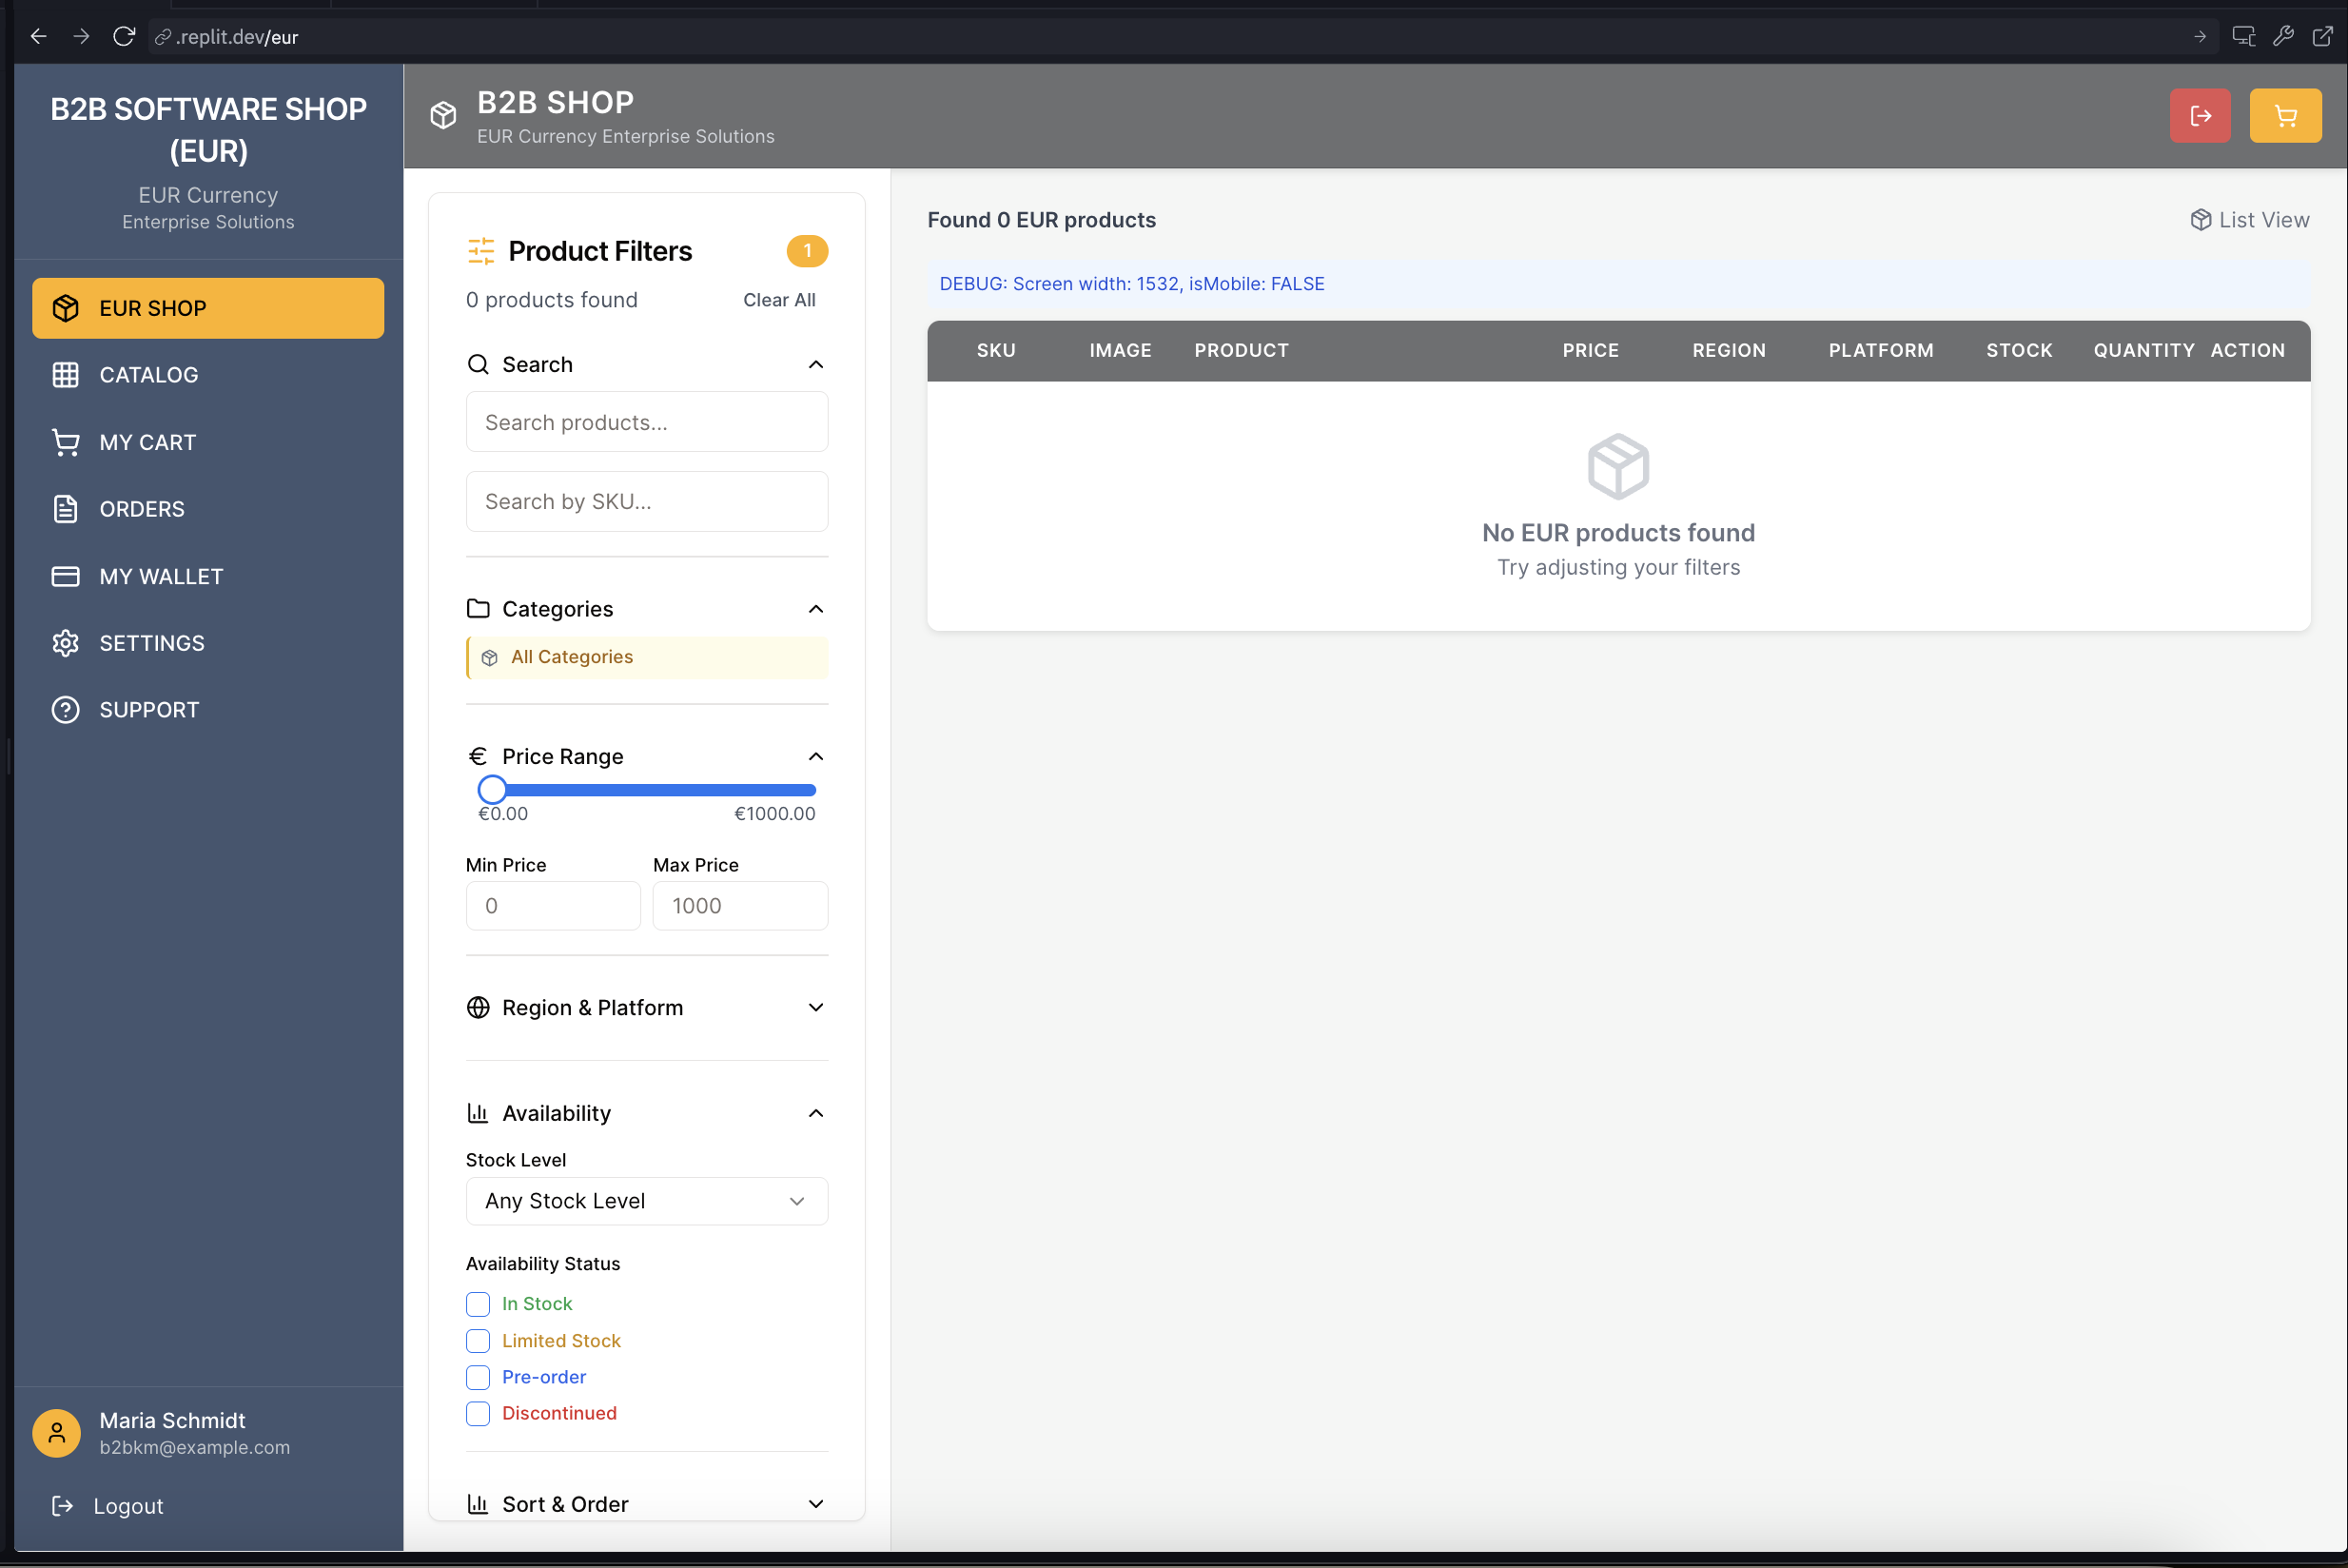 .replit.dev/eur
B2B SOFTWARE SHOP
(EUR)
EUR Currency
Enterprise Solutions
EUR SHOP
CATALOG
MY CART
ORDERS
MY WALLET
SETTINGS
SUPPORT
Maria Schmidt
b2bkm@example.com
Logout
B2B SHOP
EUR Currency Enterprise Solutions
Product Filters
1
0 products found
Clear All
Search
Search products...
Search by SKU...
Categories
All Categories
€ Price Range
€0.00 €1000.00
Min Price Max Price
0 1000
Region & Platform
Availability
Stock Level
Any Stock Level
Availability Status
In Stock
Limited Stock
Pre-order
Discontinued
Sort & Order
Found 0 EUR products
List View
DEBUG: Screen width: 1532, isMobile: FALSE
SKU IMAGE PRODUCT PRICE REGION PLATFORM STOCK QUANTITY ACTION
No EUR products found
Try adjusting your filters